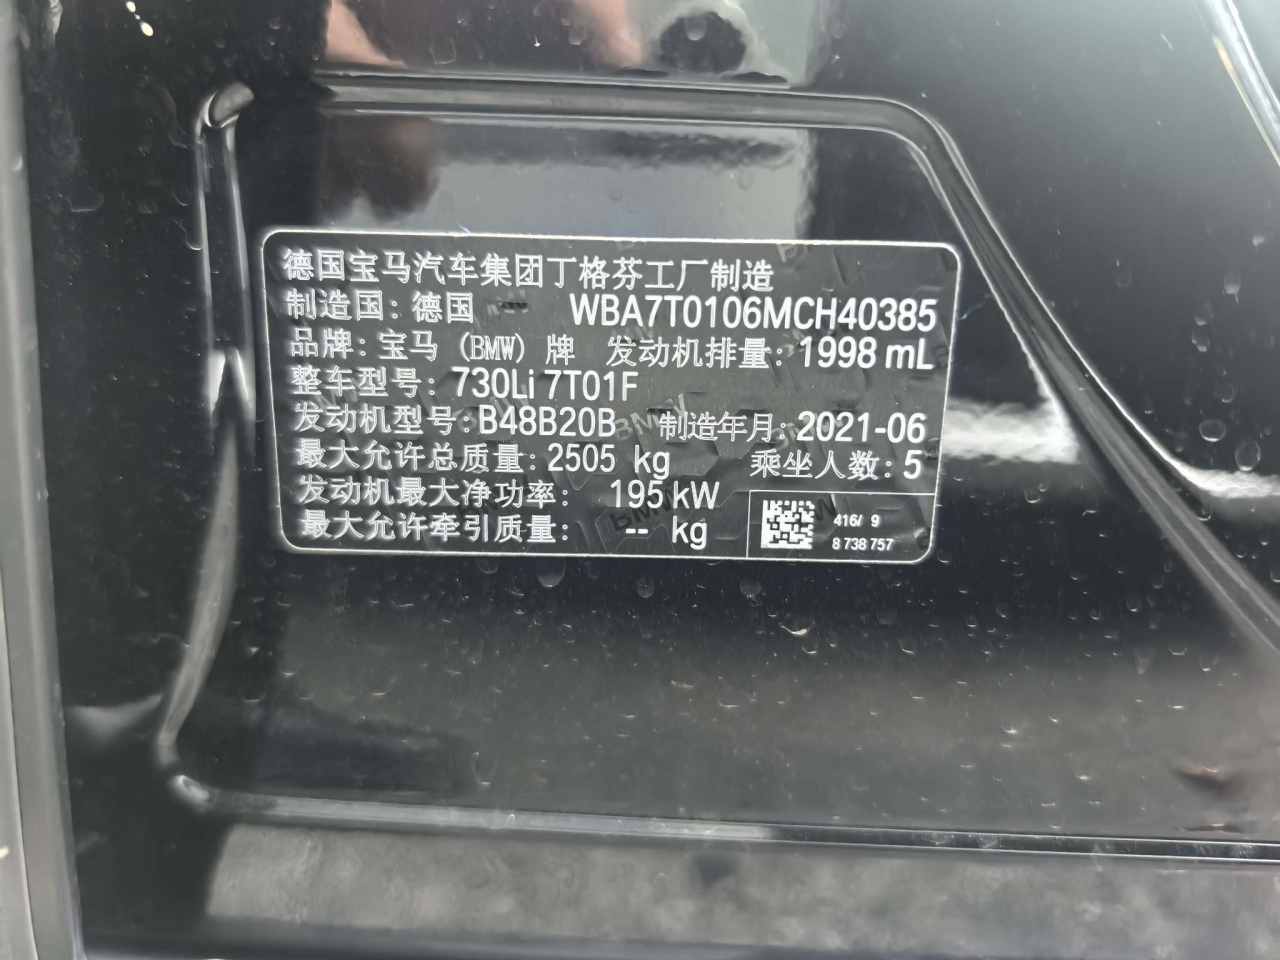 德国宝马汽车集团丁格芬工厂制造
制造国：德国 WBA7T0106MCH40385
品牌：宝马 (BMW) 牌 发动机排量：1998 mL
整车型号：730Li 7T01F
发动机型号：B48B20B 制造年月：2021-06
最大允许总质量：2505 kg 乘坐人数：5
发动机最大净功率： 195 kW
最大允许牵引质量： -- kg
416/ 9
8 738 757